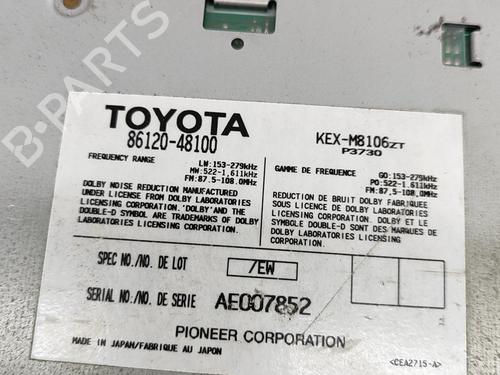 B-PARTS
TOYOTA
86120-48100
KEX-M8106ZT
P3730
FREQUENCY RANGE
LW:153-279kHz
MW:522-1,611kHz
FM:87.5-108.0MHz
GAMME DE FREQUENCE
GO:153-279kHz
PO:522-1,611kHz
FM:87.5-108.0MHz
DOLBY NOISE REDUCTION MANUFACTURED
UNDER LICENSE FROM DOLBY LABORATORIES
LICENSING CORPORATION.'DOLBY'AND THE
DOUBLE-D SYMBOL ARE TRADEMARKS OF DOLBY
LABORATORIES LICENSING CORPORATION.
REDUCTION DE BRUIT DOLBY FABRIQUEE
SOUS LICENCE DE DOLBY LABORATORIES
LICENSING CORPORATION. DOLBY ET LE
SYMBOLE DOUBLE-D SONT DES MARQUES DE
DOLBY LABORATORIES LICENSING
CORPORATION.
SPEC NO./NO. DE LOT
/EW
SERIAL NO./NO. DE SERIE
AE007852
PIONEER CORPORATION
MADE IN JAPAN/FABRIQUE AU JAPON
<CEA2715-A>